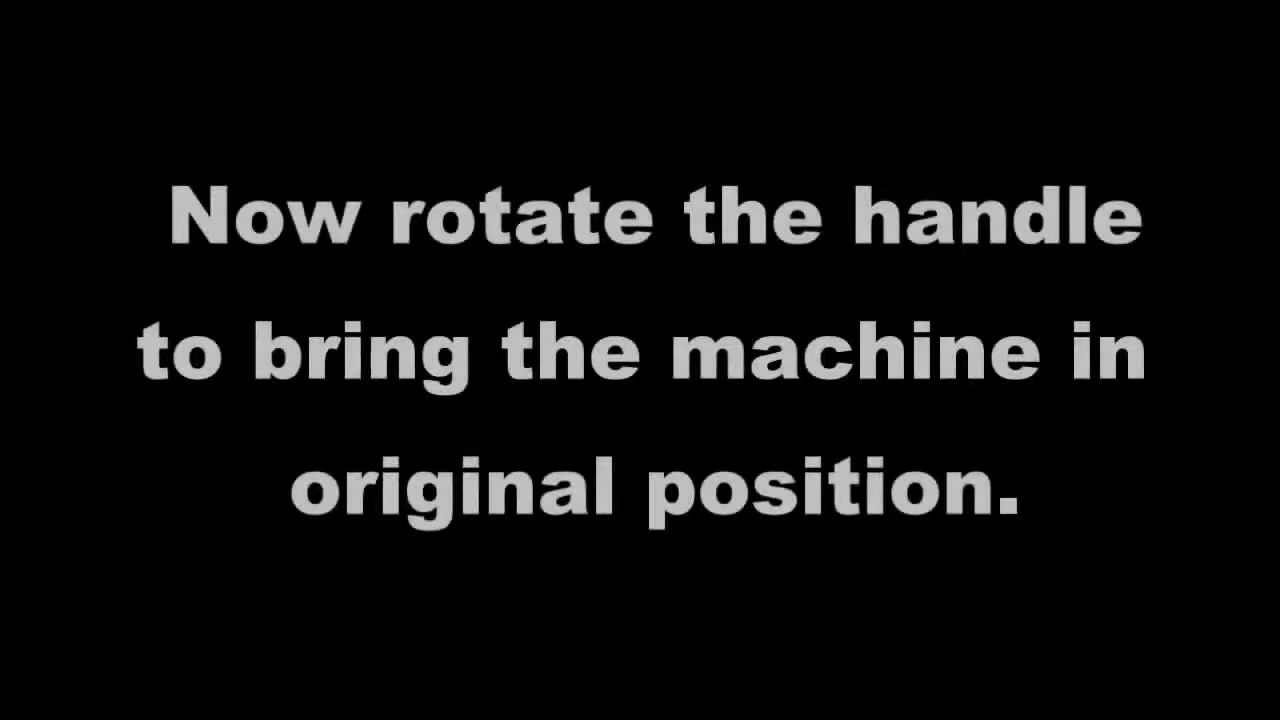 Now rotate the handle
to bring the machine in
original position.